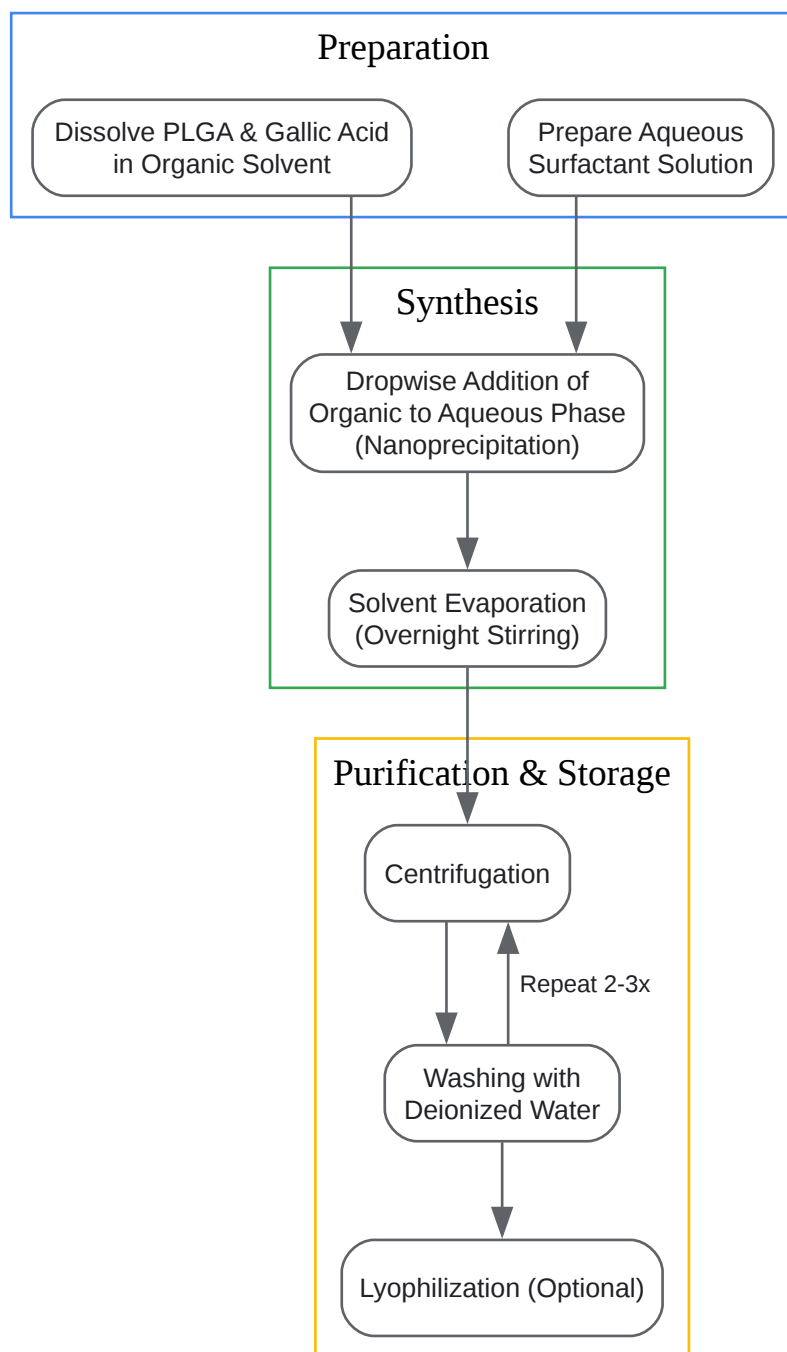 Preparation
Dissolve PLGA & Gallic Acid
in Organic Solvent
Prepare Aqueous
Surfactant Solution
Synthesis
Dropwise Addition of
Organic to Aqueous Phase
(Nanoprecipitation)
Solvent Evaporation
(Overnight Stirring)
Purification & Storage
Centrifugation
Repeat 2-3x
Washing with
Deionized Water
Lyophilization (Optional)